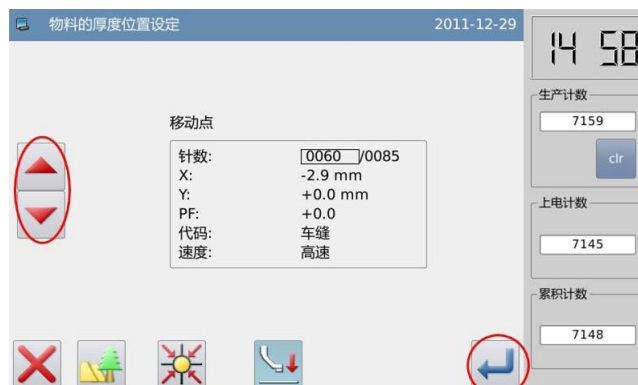 物料的厚度位置设定 2011-12-29
14 58
生产计数
7159
clr
移动点
针数: 0060 /0085
X: -2.9 mm
Y: +0.0 mm
PF: +0.0
代码: 车缝
速度: 高速
上电计数
7145
累积计数
7148